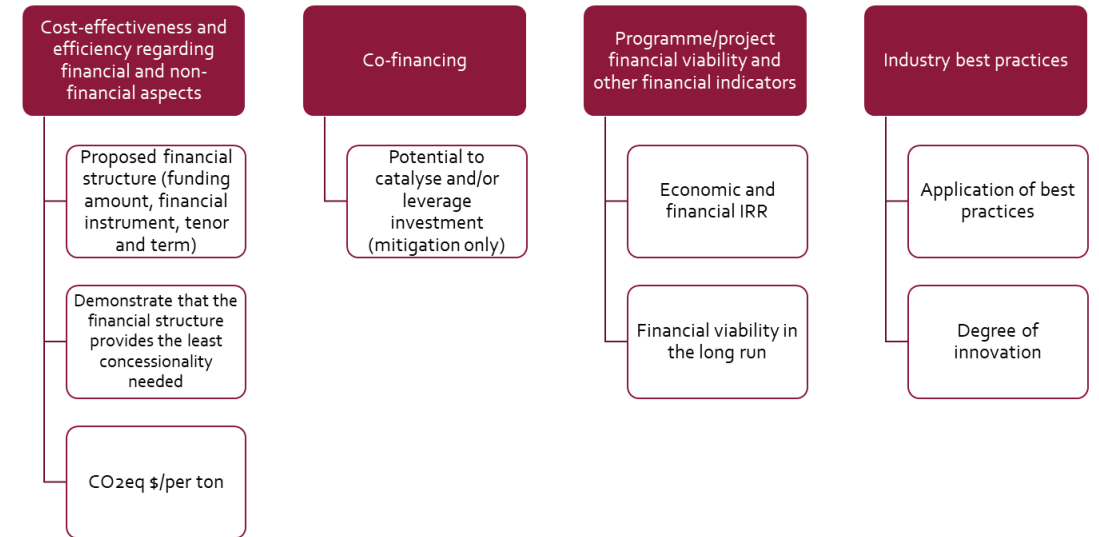 Cost-effectiveness and
efficiency regarding
financial and non-
financial aspects
Proposed financial
structure (funding
amount, financial
instrument, tenor
and term)
Demonstrate that the
financial structure
provides the least
concessionality
needed
CO2eq $/per ton
Co-financing
Potential to
catalyse and/or
leverage
investment
(mitigation only)
Programme/project
financial viability and
other financial indicators
Economic and
financial IRR
Financial viability in
the long run
Industry best practices
Application of best
practices
Degree of
innovation